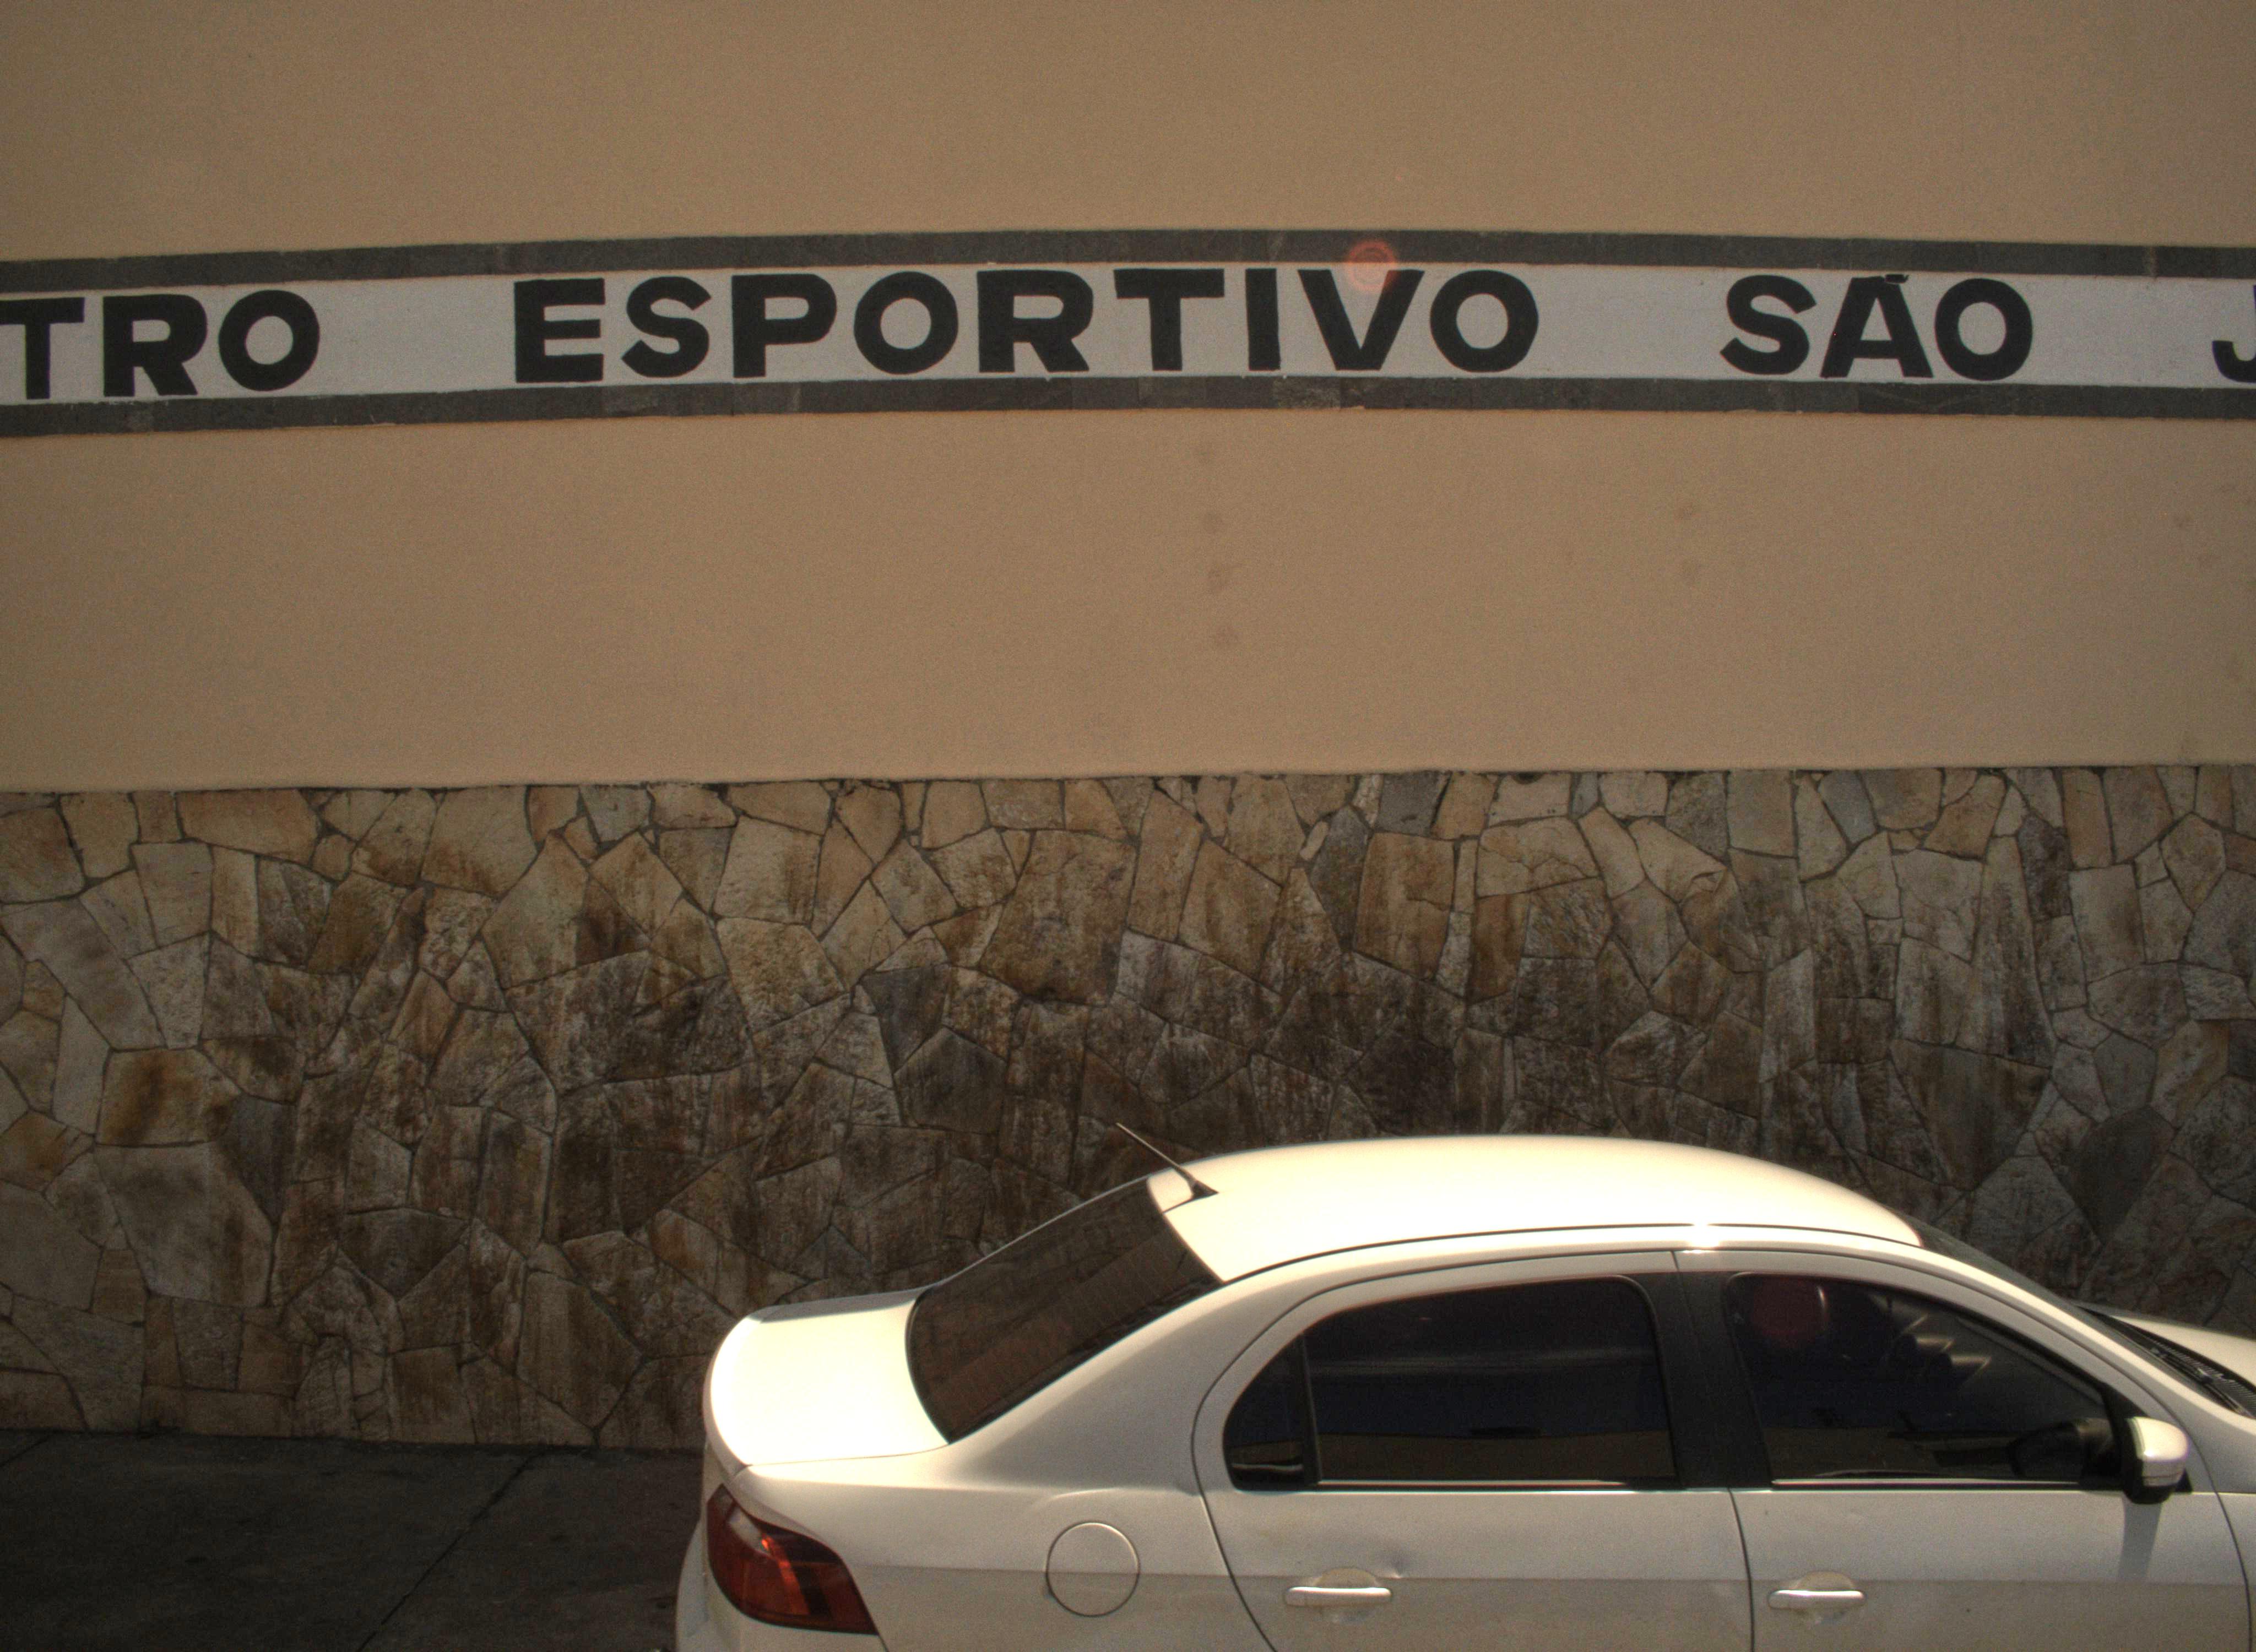 TRO ESPORTIVO SÃO J